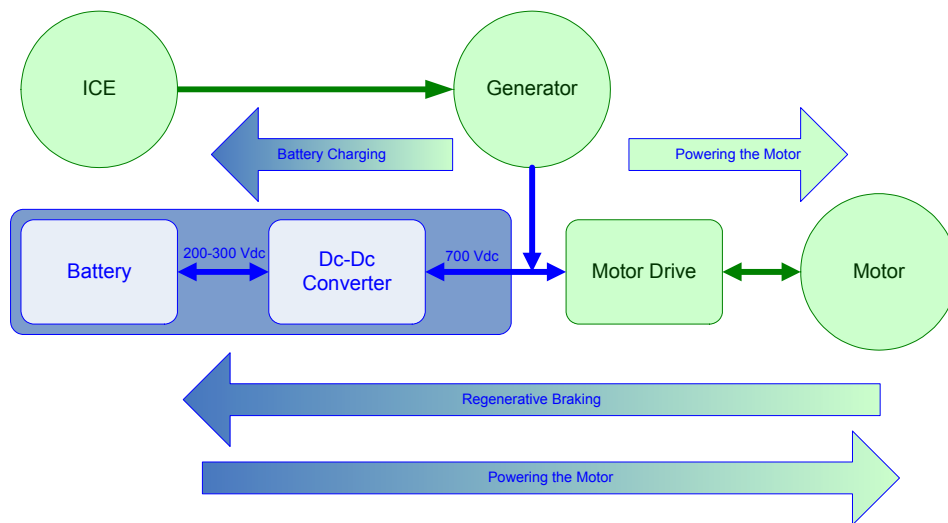 ICE
Generator
Battery Charging
Powering the Motor
Battery
200-300 Vdc
Dc-Dc
Converter
700 Vdc
Motor Drive
Motor
Regenerative Braking
Powering the Motor